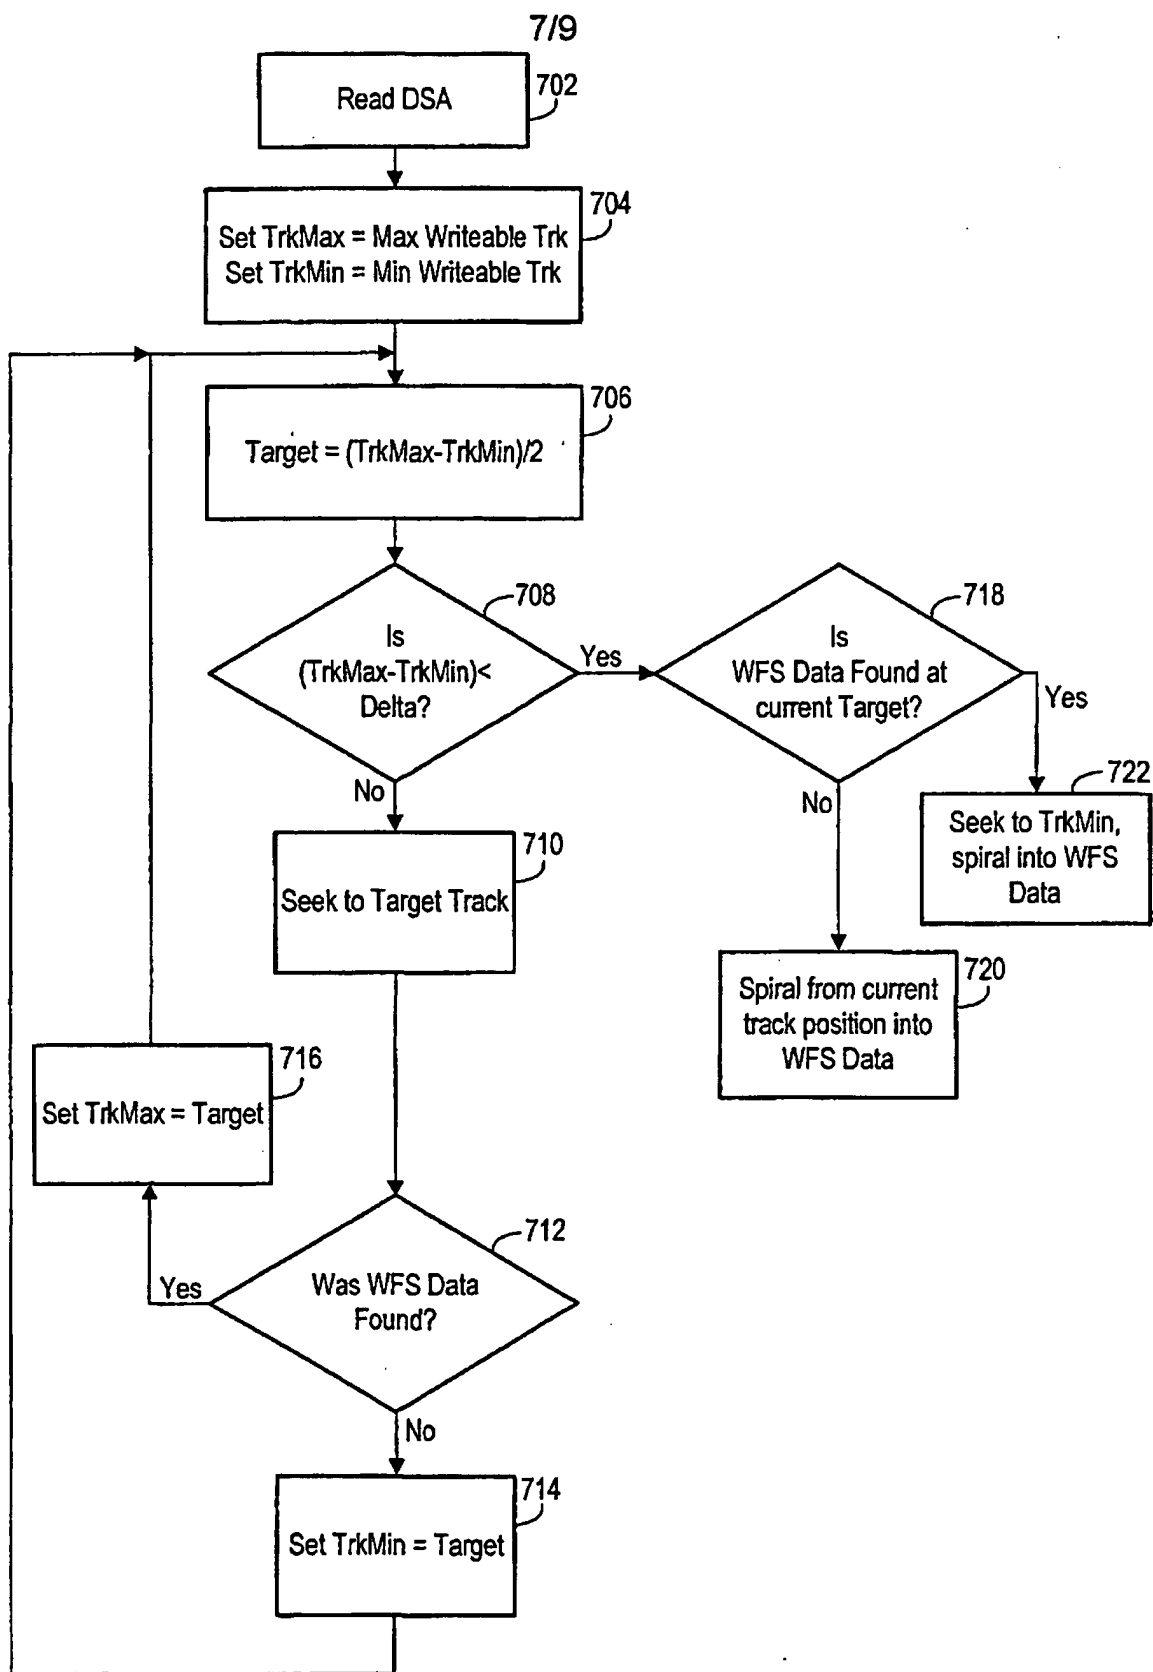 7/9
Read DSA
702
704
Set TrkMax = Max Writeable Trk
Set TrkMin = Min Writeable Trk
706
Target = (TrkMax-TrkMin)/2
708
Is
(TrkMax-TrkMin)<
Delta?
Yes
No
718
Is
WFS Data Found at
current Target?
Yes
No
722
Seek to TrkMin,
spiral into WFS
Data
710
Seek to Target Track
720
Spiral from current
track position into
WFS Data
716
Set TrkMax = Target
712
Was WFS Data
Found?
Yes
No
714
Set TrkMin = Target